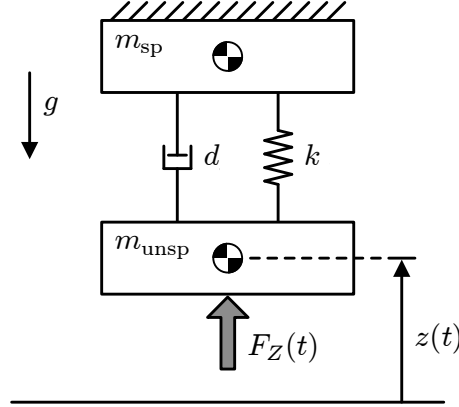 m_sp
g
d
k
m_unsp
F_Z(t)
z(t)